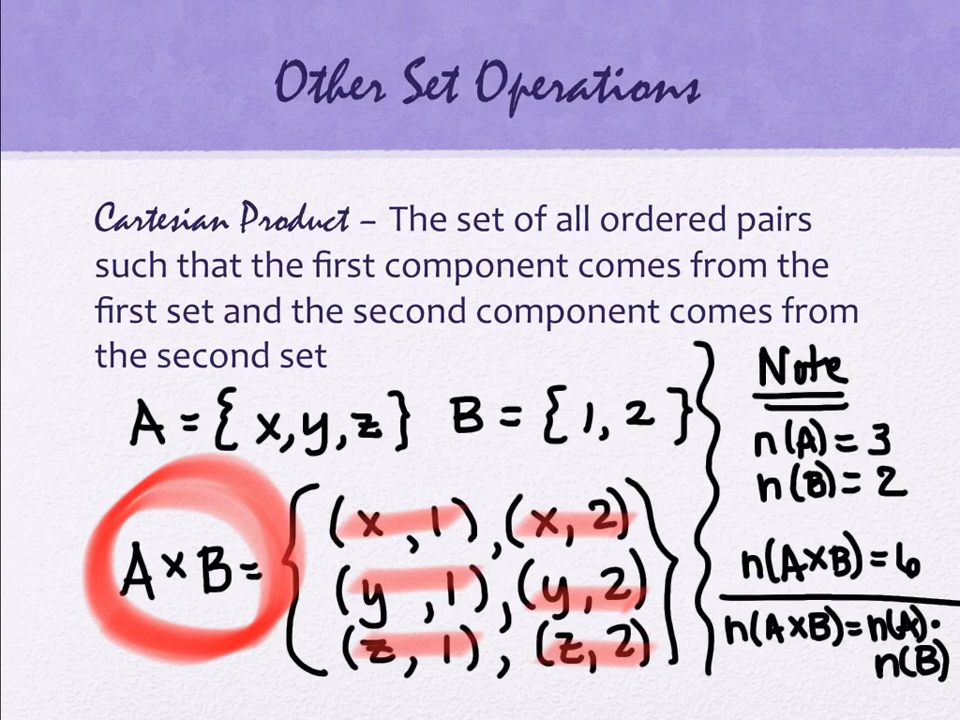 Other Set Operations
Cartesian Product – The set of all ordered pairs
such that the first component comes from the
first set and the second component comes from
the second set
A = { x, y, z } B = { 1, 2 }
A × B = { (x, 1), (x, 2)
(y, 1), (y, 2)
(z, 1), (z, 2) }
Note
n(A) = 3
n(B) = 2
n(A×B) = 6
n(A×B) = n(A)·
n(B)